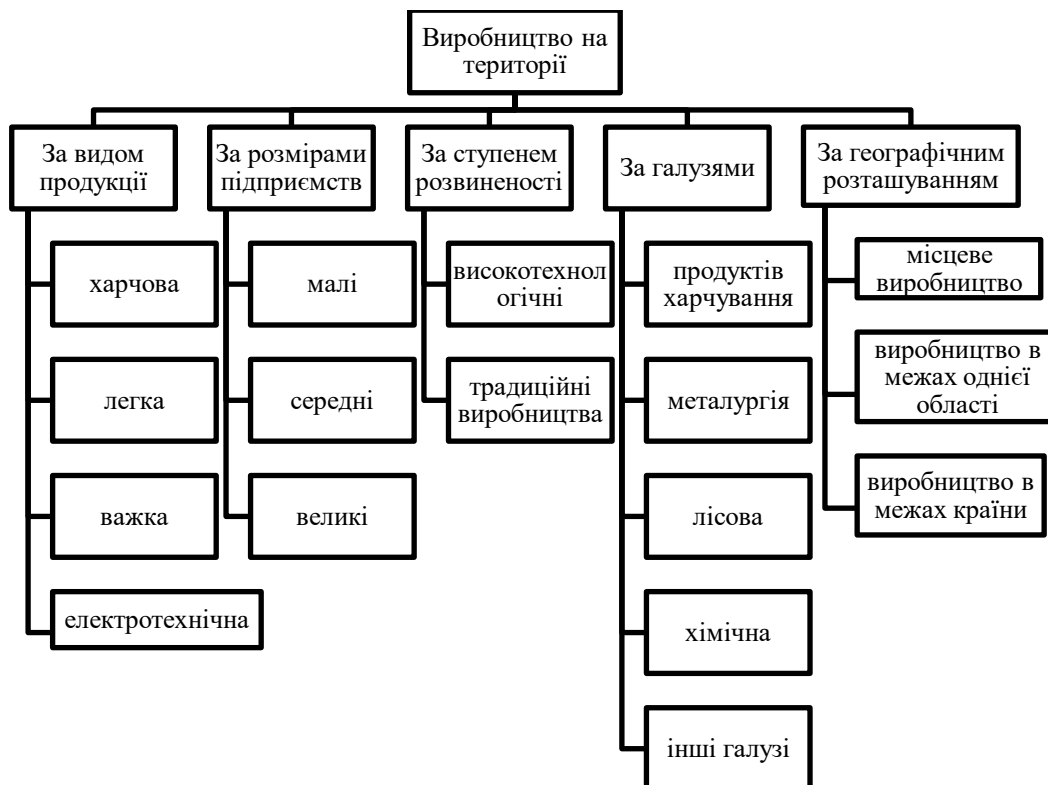 Виробництво на
території
За видом
продукції
харчова
легка
важка
електротехнічна
За розмірами
підприємств
малі
середні
великі
За ступенем
розвиненості
високотехнол
огічні
традиційні
виробництва
За галузями
продуктів
харчування
металургія
лісова
хімічна
інші галузі
За географічним
розташуванням
місцеве
виробництво
виробництво в
межах однієї
області
виробництво в
межах країни